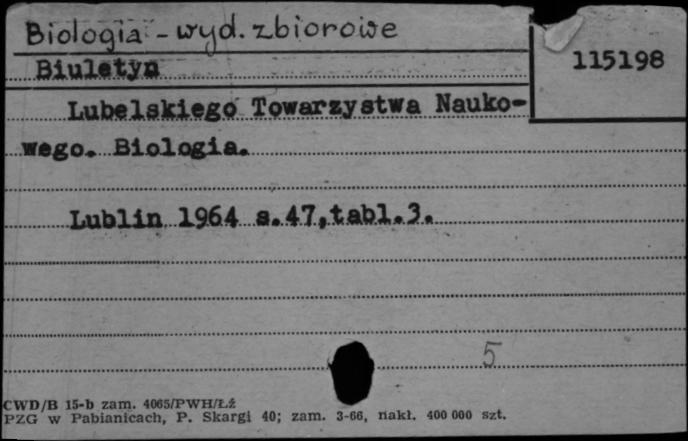 Biologia - wyd. zbiorowe
115198
Biuletyn
Lubelskiego Towarzystwa Nauko-
wego. Biologia.
Lublin 1964 s.47,tabl.3.
5
CWD/B 15-b zam. 4065/PWH/Łź
PZG w Pabianicach, P. Skargi 40; zam. 3-66, nakł. 400 000 szt.